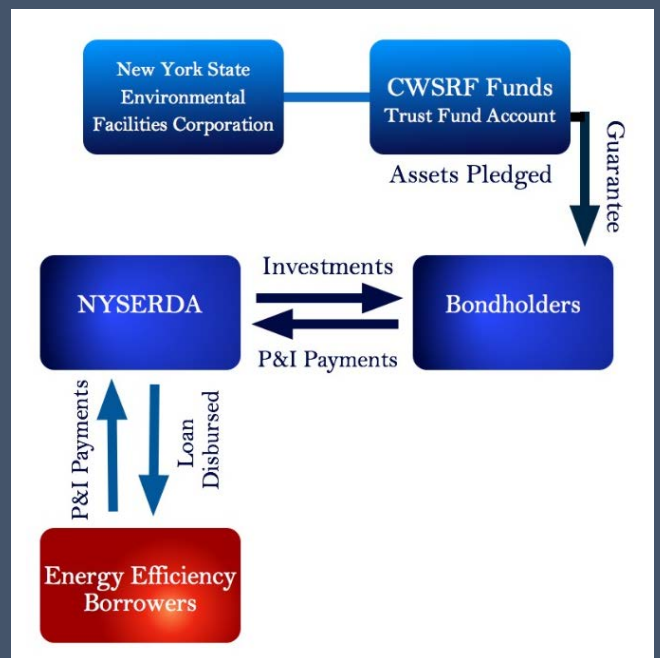 New York State
Environmental
Facilities Corporation
CWSRF Funds
Trust Fund Account
Assets Pledged
Guarantee
NYSERDA
Investments
P&I Payments
Bondholders
P&I Payments
Loan
Disbursed
Energy Efficiency
Borrowers